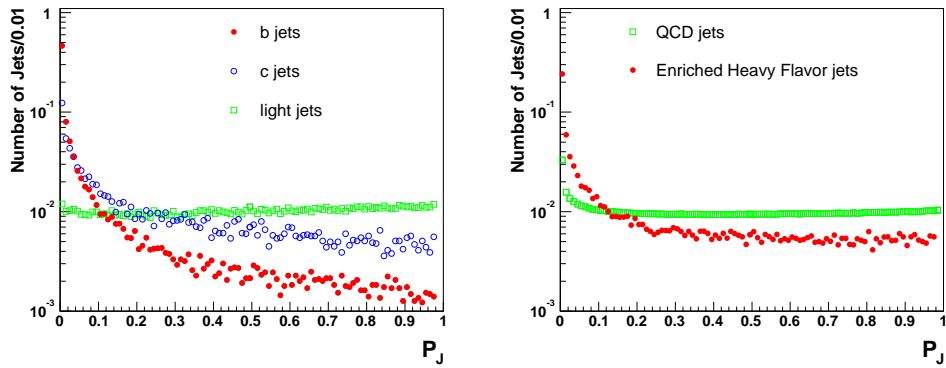 Number of Jets/0.01
1
10-1
10-2
10-3
b jets
c jets
light jets
0 0.1 0.2 0.3 0.4 0.5 0.6 0.7 0.8 0.9 1
PJ
Number of Jets/0.01
1
10-1
10-2
10-3
QCD jets
Enriched Heavy Flavor jets
0 0.1 0.2 0.3 0.4 0.5 0.6 0.7 0.8 0.9 1
PJ